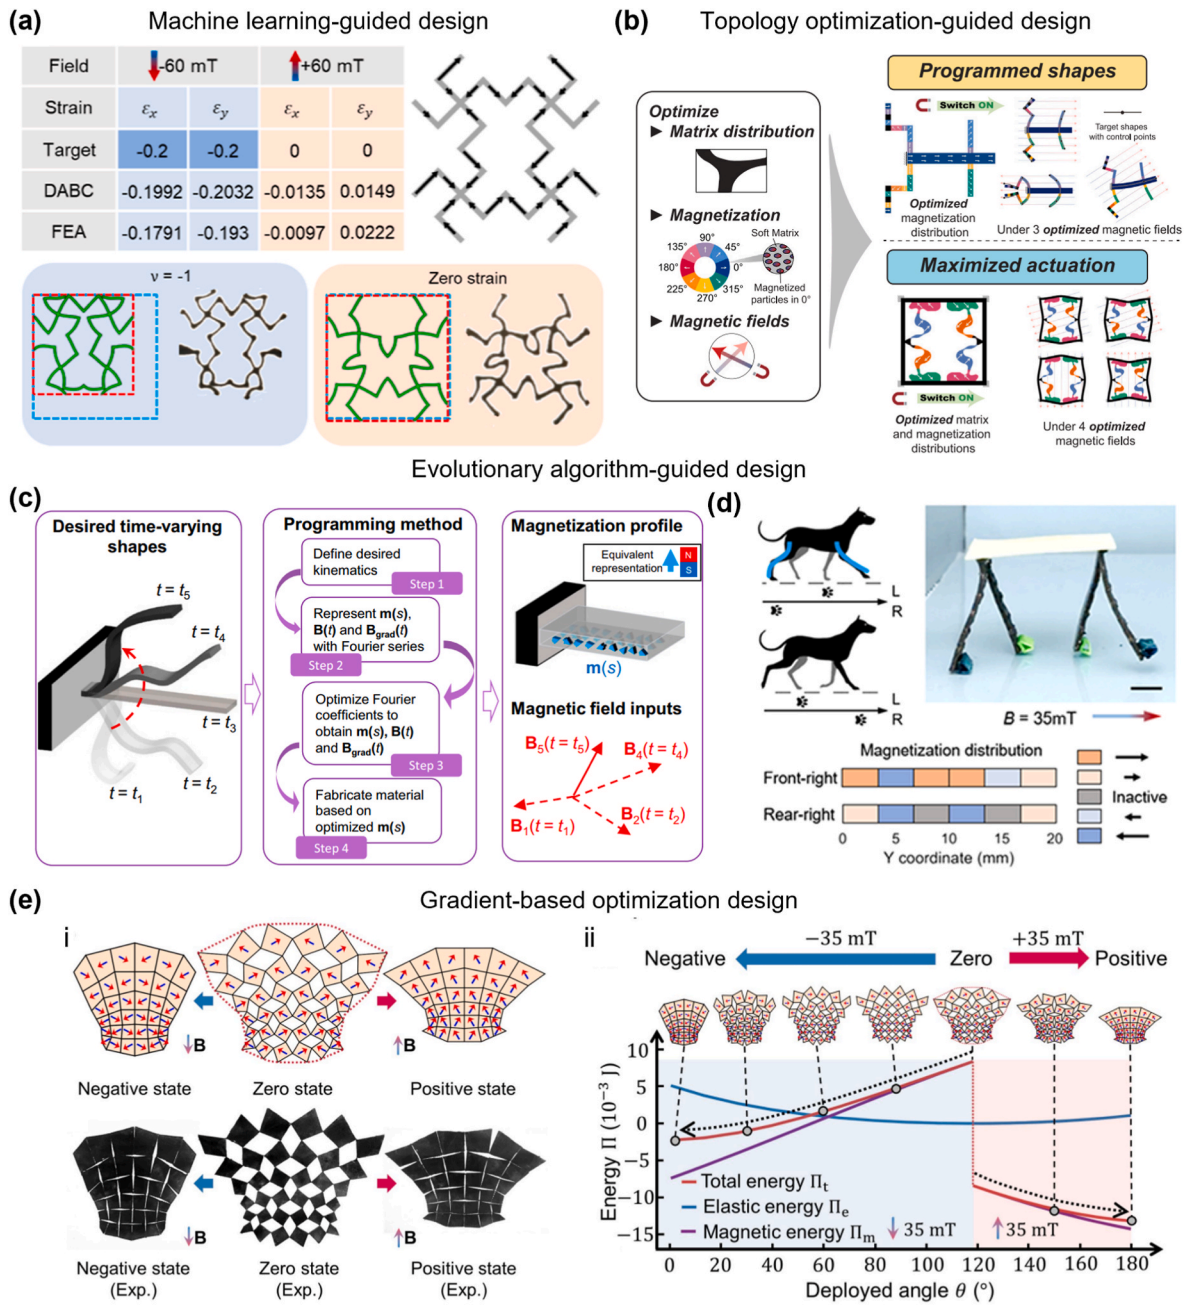 (a) Machine learning-guided design
Field -60 mT +60 mT
Strain εx εy εx εy
Target -0.2 -0.2 0 0
DABC -0.1992 -0.2032 -0.0135 0.0149
FEA -0.1791 -0.193 -0.0097 0.0222
ν = -1
Zero strain
(b) Topology optimization-guided design
Optimize
Matrix distribution
Magnetization
90°
135° 45°
180° 0°
225° 315°
270°
Soft Matrix
Magnetized
particles in 0°
Magnetic fields
Programmed shapes
Switch ON
Target shapes
with control points
Optimized
magnetization
distribution
Under 3 optimized magnetic fields
Maximized actuation
Switch ON
Optimized matrix
and magnetization
distributions
Under 4 optimized
magnetic fields
Evolutionary algorithm-guided design
(c)
Desired time-varying
shapes
t = t5
t = t4
t = t3
t = t2
t = t1
Programming method
Define desired
kinematics
Step 1
Represent m(s),
B(t) and Bgrad(t)
with Fourier series
Step 2
Optimize Fourier
coefficients to
obtain m(s), B(t)
and Bgrad(t)
Step 3
Fabricate material
based on
optimized m(s)
Step 4
Magnetization profile
Equivalent
representation
N
S
m(s)
Magnetic field inputs
B5(t = t5) B4(t = t4)
B1(t = t1) B2(t = t2)
(d)
L
R
L
R
B = 35mT
Magnetization distribution
Front-right
Rear-right
Inactive
0 5 10 15 20
Y coordinate (mm)
(e) Gradient-based optimization design
i
B
B
Negative state Zero state Positive state
B
B
Negative state Zero state Positive state
(Exp.) (Exp.) (Exp.)
ii
−35 mT +35 mT
Negative Zero Positive
10
5
0
−5
−10
−15
Energy Π (10⁻³ J)
Total energy Πt
Elastic energy Πe
Magnetic energy Πm
35 mT 35 mT
0 20 40 60 80 100 120 140 160 180
Deployed angle θ (°)